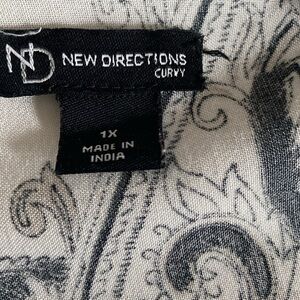 ND
NEW DIRECTIONS
CURVY
1X
MADE IN
INDIA